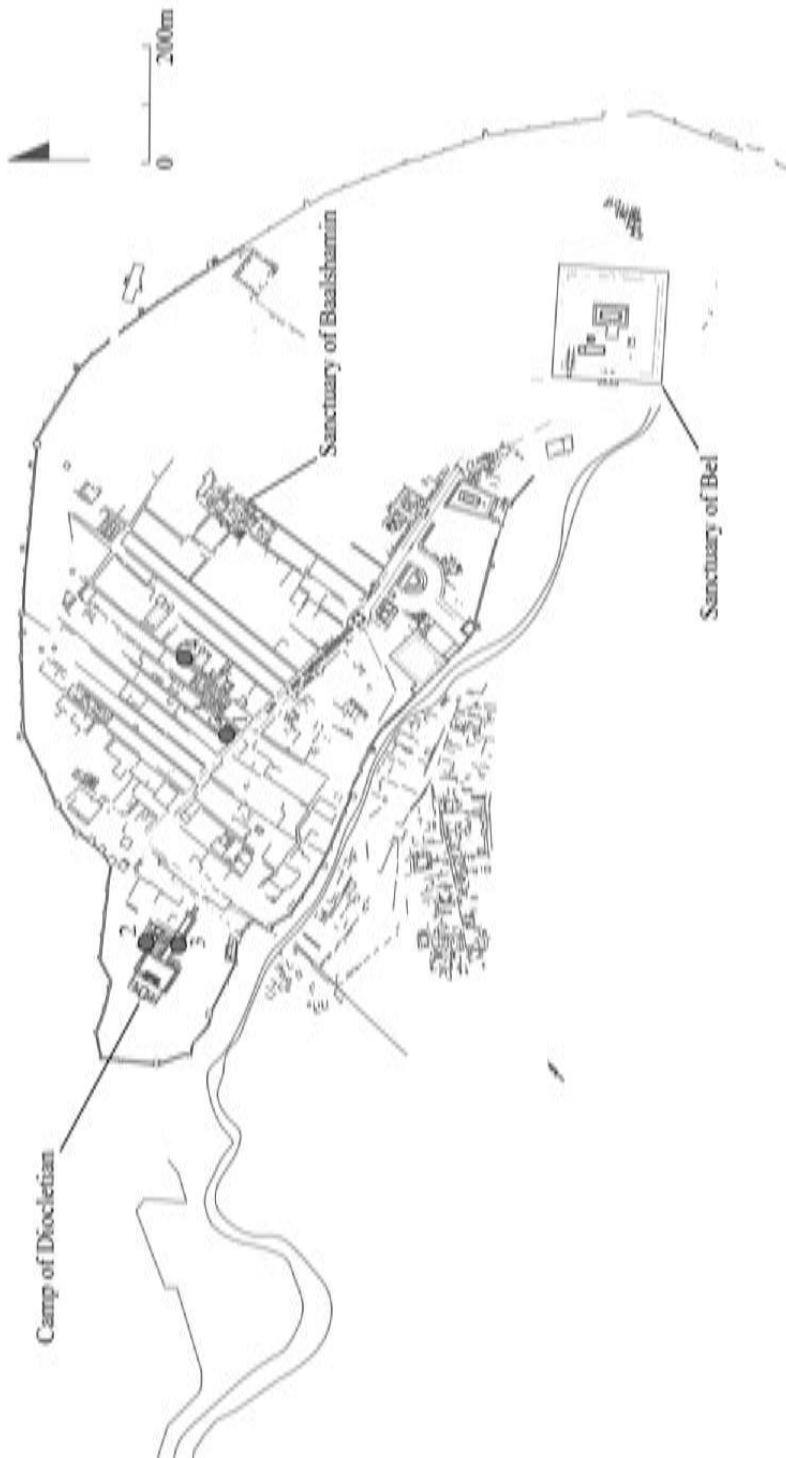 200m
0
Sanctuary of Baalshamin
2
3
Camp of Diocletian
Sanctuary of Bel